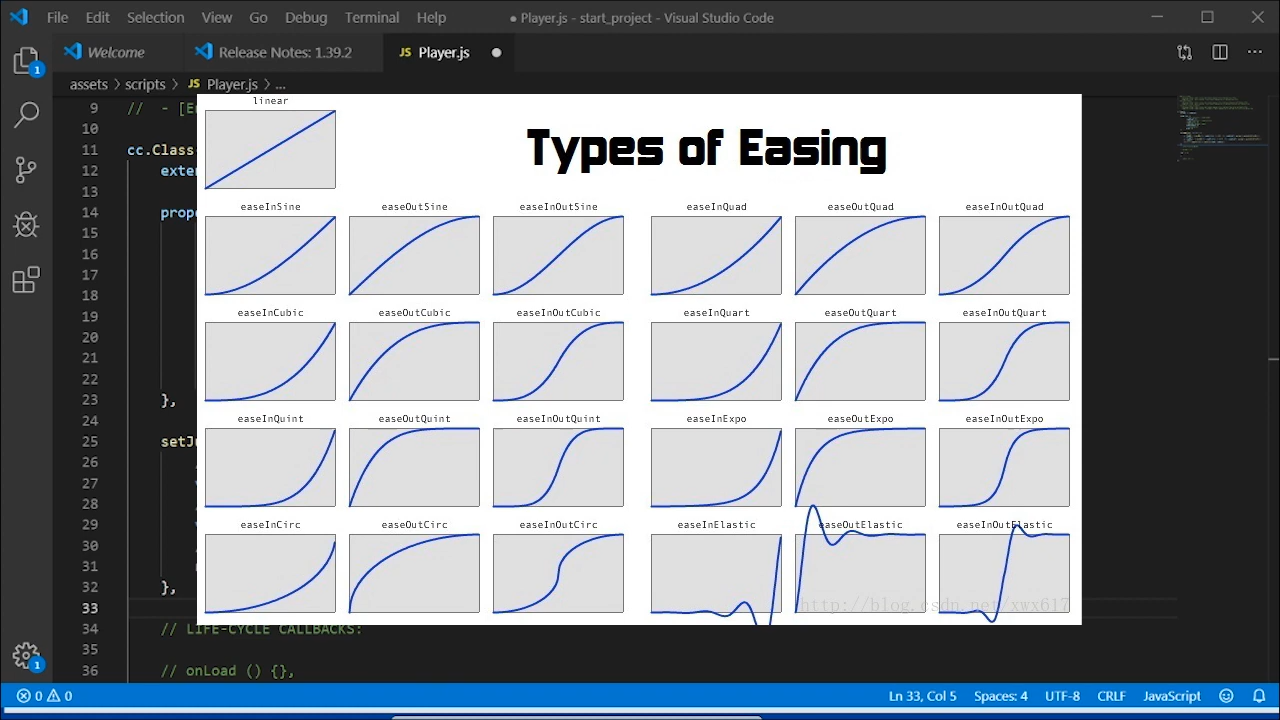 File Edit Selection View Go Debug Terminal Help
● Player.js - start_project - Visual Studio Code
Welcome
Release Notes: 1.39.2
JS Player.js
assets > scripts > JS Player.js > ...
Types of Easing
linear
easeInSine easeOutSine easeInOutSine easeInQuad easeOutQuad easeInOutQuad
easeInCubic easeOutCubic easeInOutCubic easeInQuart easeOutQuart easeInOutQuart
easeInQuint easeOutQuint easeInOutQuint easeInExpo easeOutExpo easeInOutExpo
easeInCirc easeOutCirc easeInOutCirc easeInElastic easeOutElastic easeInOutElastic
http://blog.csdn.net/xwx617
9 // - [E
10
11 cc.Class
12 exter
13
14 prope
15
16
17
18
19
20
21
22
23 },
24
25 setJ
26
27
28
29
30
31
32 },
33
34 // LIFE-CYCLE CALLBACKS:
35
36 // onLoad () {},
1
1
0 0
Ln 33, Col 5 Spaces: 4 UTF-8 CRLF JavaScript